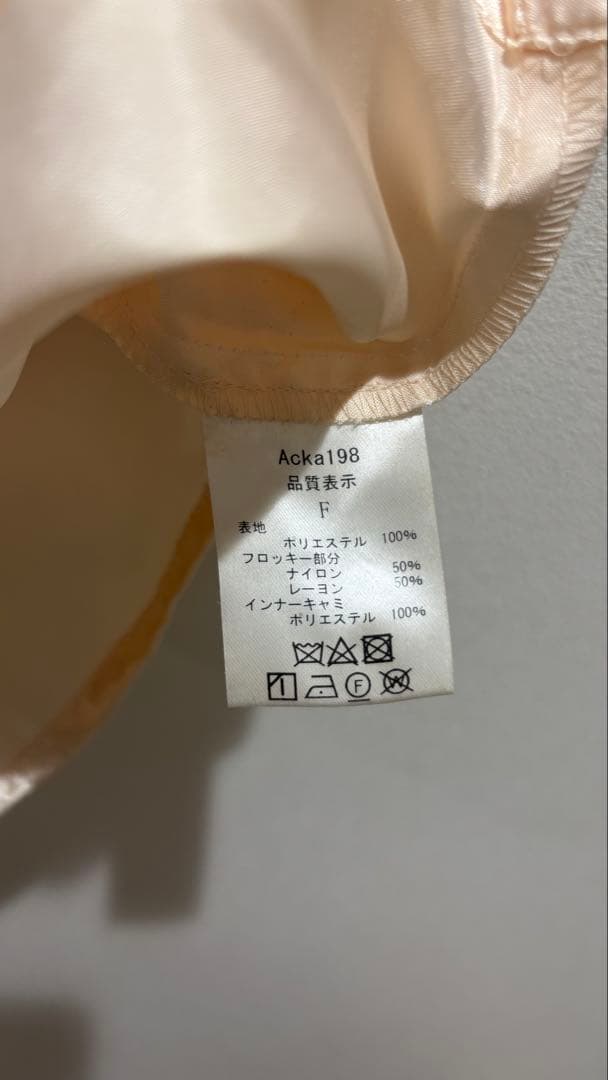 Acka198
品質表示
F
表地
ポリエステル 100%
フロッキー部分
ナイロン 50%
レーヨン 50%
インナーキャミ
ポリエステル 100%
F W